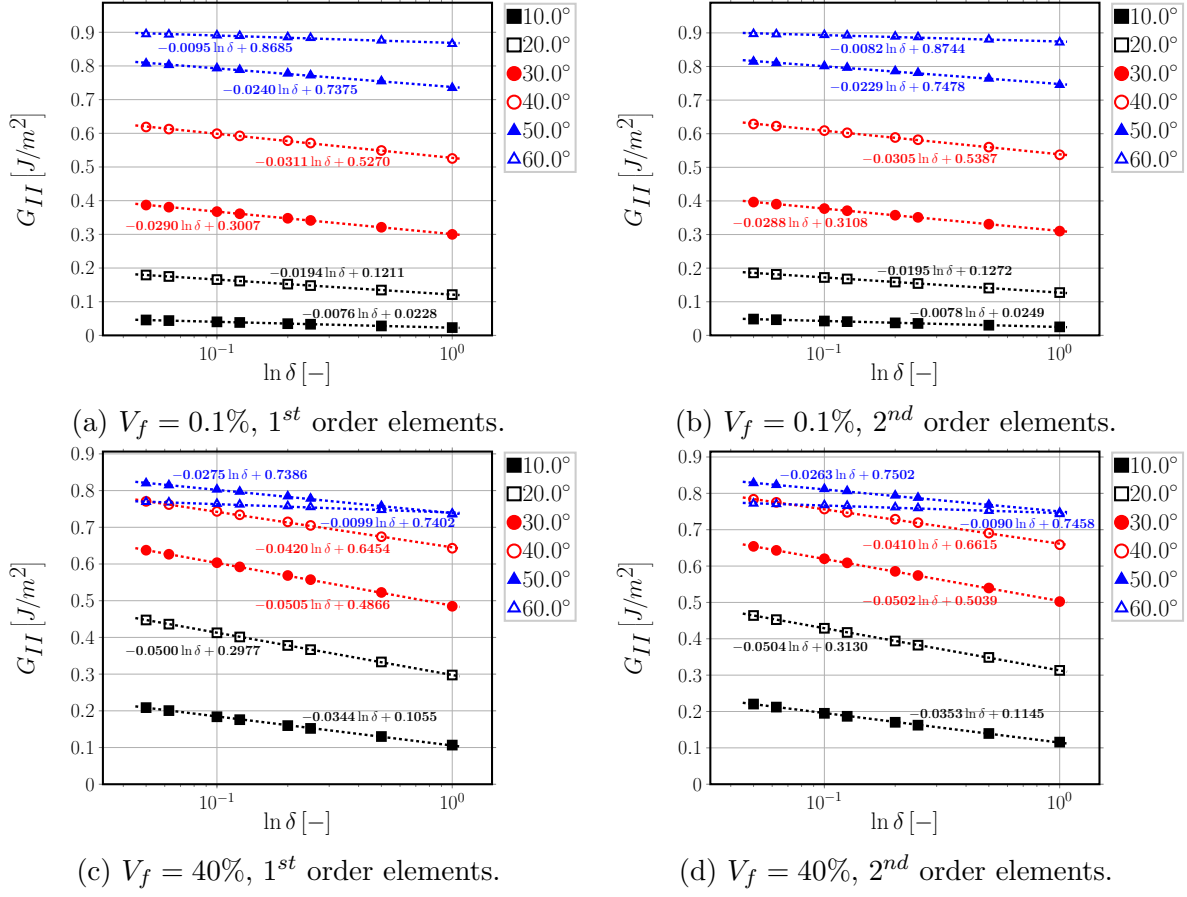 0.9
0.8
0.7
0.6
0.5
0.4
0.3
0.2
0.1
0
G_{II} [J/m^2]
−0.0095 ln δ + 0.8685
−0.0240 ln δ + 0.7375
−0.0311 ln δ + 0.5270
−0.0290 ln δ + 0.3007
−0.0194 ln δ + 0.1211
−0.0076 ln δ + 0.0228
10^{−1}
10^0
ln δ [−]
10.0°
20.0°
30.0°
40.0°
50.0°
60.0°
(a) V_f = 0.1%, 1^{st} order elements.
0.9
0.8
0.7
0.6
0.5
0.4
0.3
0.2
0.1
0
G_{II} [J/m^2]
−0.0082 ln δ + 0.8744
−0.0229 ln δ + 0.7478
−0.0305 ln δ + 0.5387
−0.0288 ln δ + 0.3108
−0.0195 ln δ + 0.1272
−0.0078 ln δ + 0.0249
10^{−1}
10^0
ln δ [−]
10.0°
20.0°
30.0°
40.0°
50.0°
60.0°
(b) V_f = 0.1%, 2^{nd} order elements.
0.9
0.8
0.7
0.6
0.5
0.4
0.3
0.2
0.1
0
G_{II} [J/m^2]
−0.0275 ln δ + 0.7386
−0.0099 ln δ + 0.7402
−0.0420 ln δ + 0.6454
−0.0505 ln δ + 0.4866
−0.0500 ln δ + 0.2977
−0.0344 ln δ + 0.1055
10^{−1}
10^0
ln δ [−]
10.0°
20.0°
30.0°
40.0°
50.0°
60.0°
(c) V_f = 40%, 1^{st} order elements.
0.9
0.8
0.7
0.6
0.5
0.4
0.3
0.2
0.1
0
G_{II} [J/m^2]
−0.0263 ln δ + 0.7502
−0.0090 ln δ + 0.7458
−0.0410 ln δ + 0.6615
−0.0502 ln δ + 0.5039
−0.0504 ln δ + 0.3130
−0.0353 ln δ + 0.1145
10^{−1}
10^0
ln δ [−]
10.0°
20.0°
30.0°
40.0°
50.0°
60.0°
(d) V_f = 40%, 2^{nd} order elements.